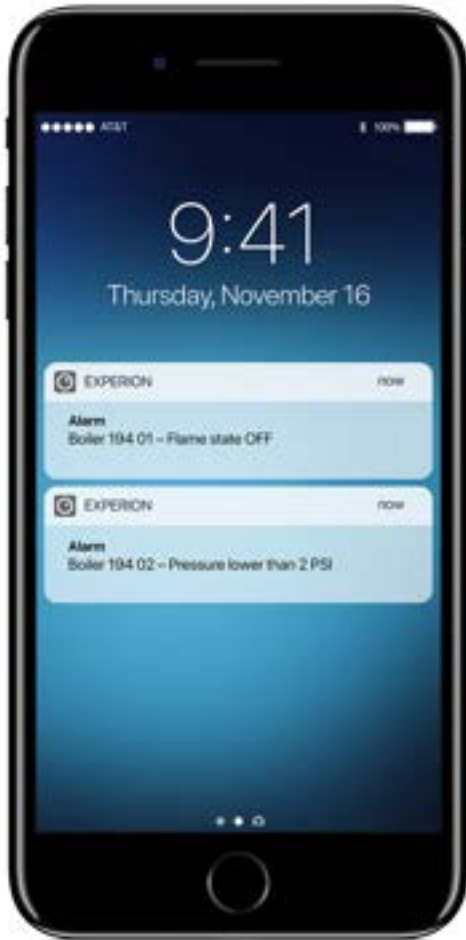 AT&T 100%
9:41
Thursday, November 16
EXPERION now
Alarm
Boiler 194 01 – Flame state OFF
EXPERION now
Alarm
Boiler 194 02 – Pressure lower than 2 PSI